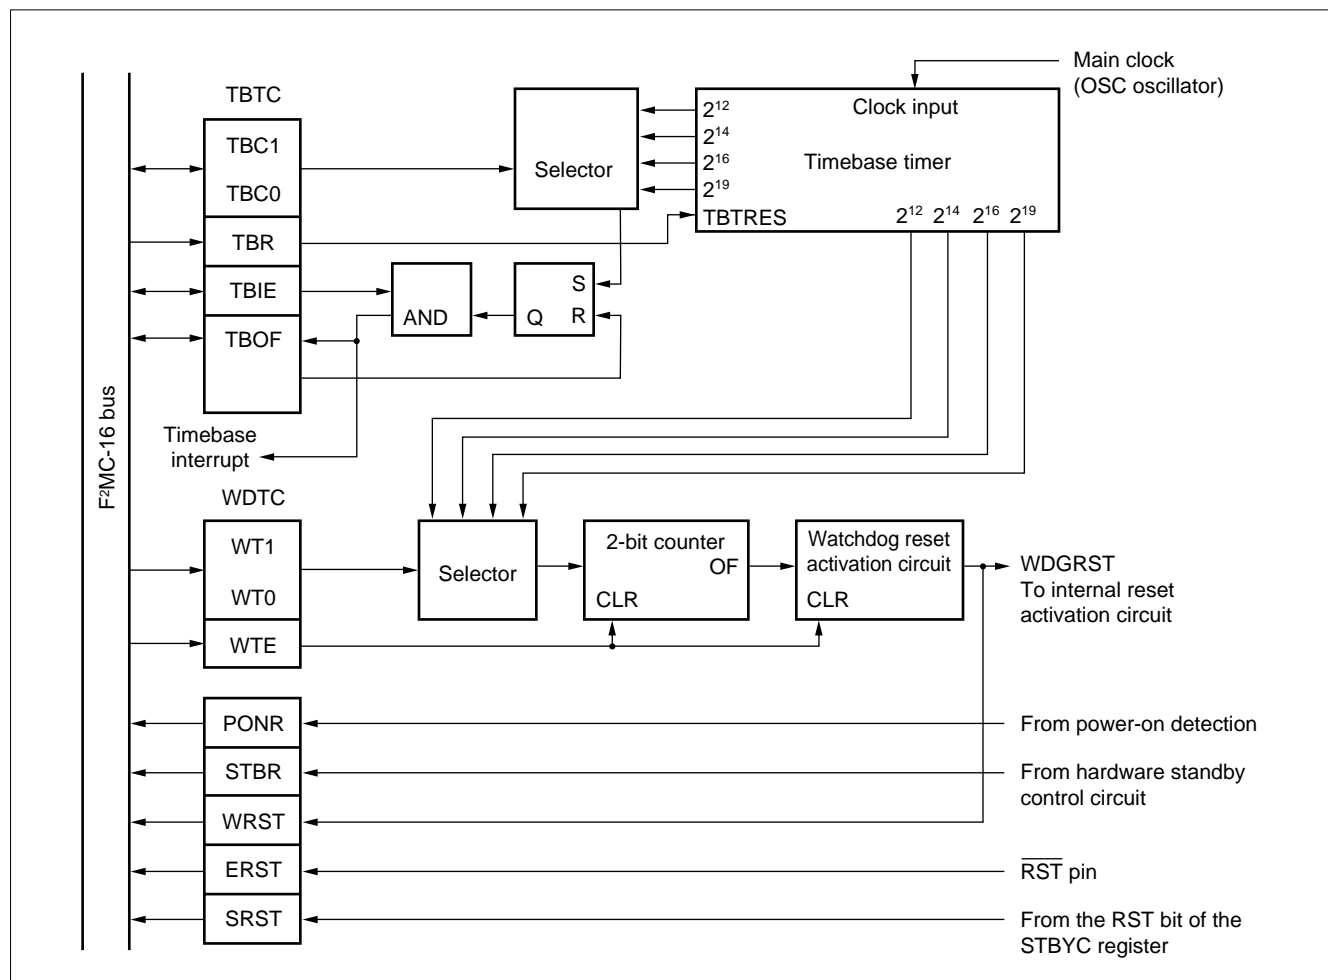 Main clock
(OSC oscillator)
TBTC
TBC1
TBC0
TBR
TBIE
TBOF
Selector
2¹²
2¹⁴
2¹⁶
2¹⁹
Clock input
Timebase timer
TBTRES
2¹² 2¹⁴ 2¹⁶ 2¹⁹
AND
S
Q R
F²MC-16 bus
Timebase
interrupt
WDTC
WT1
WT0
WTE
Selector
2-bit counter
OF
CLR
Watchdog reset
activation circuit
CLR
WDGRST
To internal reset
activation circuit
PONR
From power-on detection
STBR
From hardware standby
control circuit
WRST
ERST
R̅S̅T̅ pin
SRST
From the RST bit of the
STBYC register